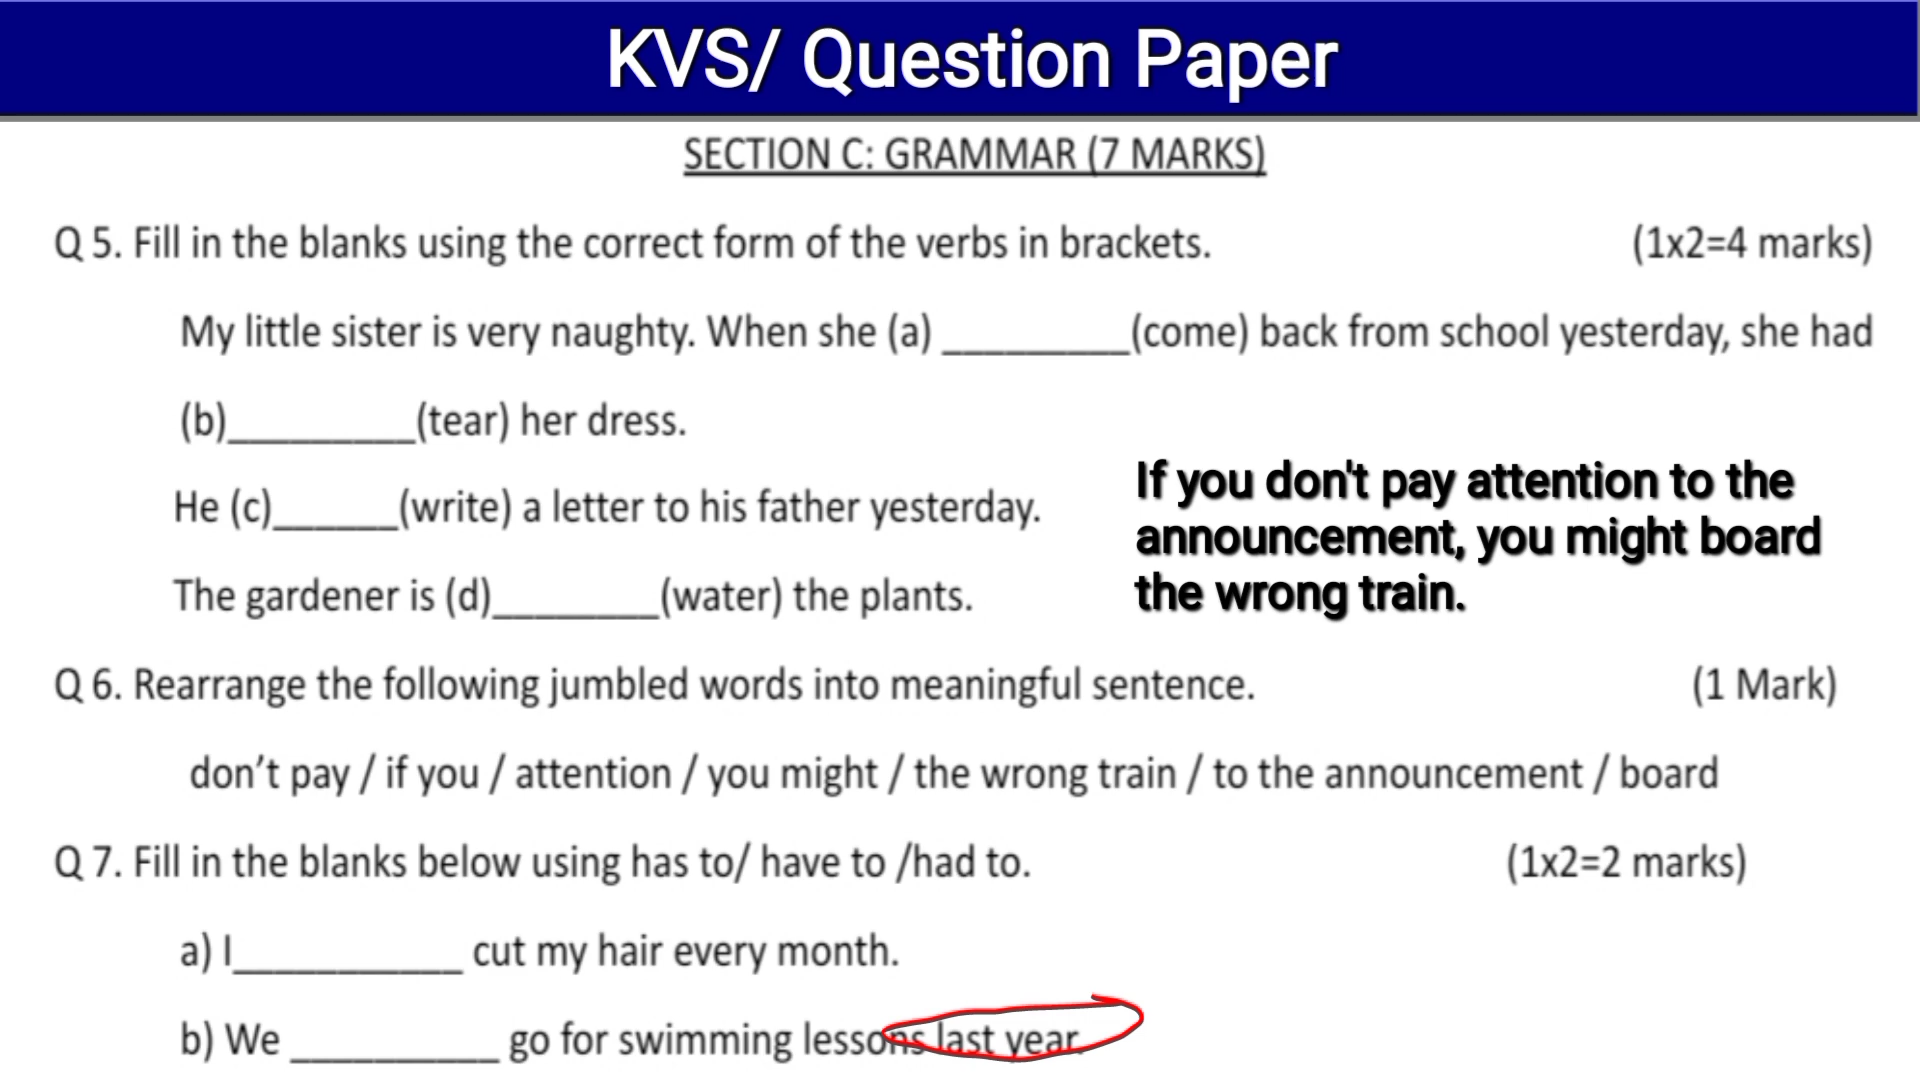 KVS/ Question Paper
SECTION C: GRAMMAR (7 MARKS)
Q 5. Fill in the blanks using the correct form of the verbs in brackets. (1x2=4 marks)
My little sister is very naughty. When she (a) _________(come) back from school yesterday, she had
(b)_________(tear) her dress.
He (c)______(write) a letter to his father yesterday.
The gardener is (d)________(water) the plants.
If you don't pay attention to the
announcement, you might board
the wrong train.
Q 6. Rearrange the following jumbled words into meaningful sentence. (1 Mark)
don’t pay / if you / attention / you might / the wrong train / to the announcement / board
Q 7. Fill in the blanks below using has to/ have to /had to. (1x2=2 marks)
a) I___________ cut my hair every month.
b) We __________ go for swimming lessons last year.